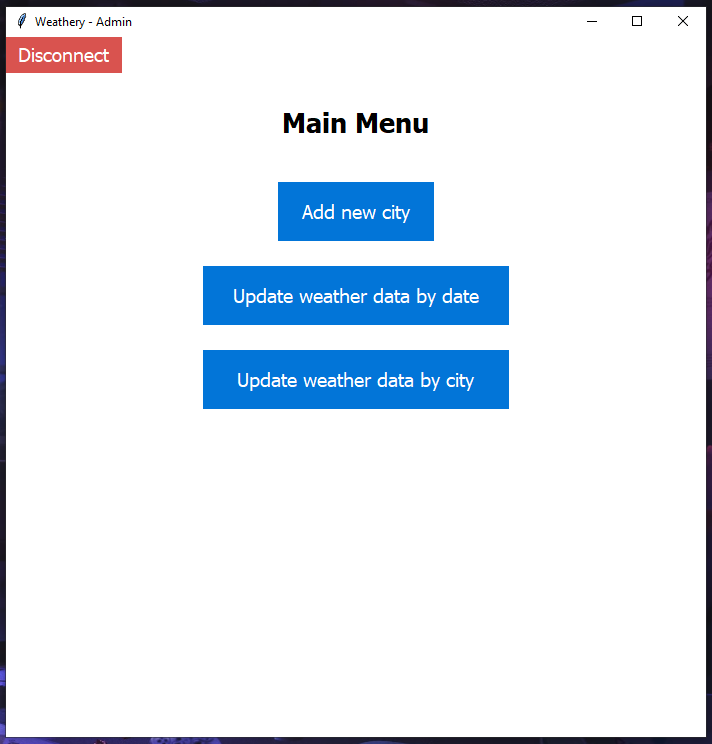 Weathery - Admin
Disconnect
Main Menu
Add new city
Update weather data by date
Update weather data by city